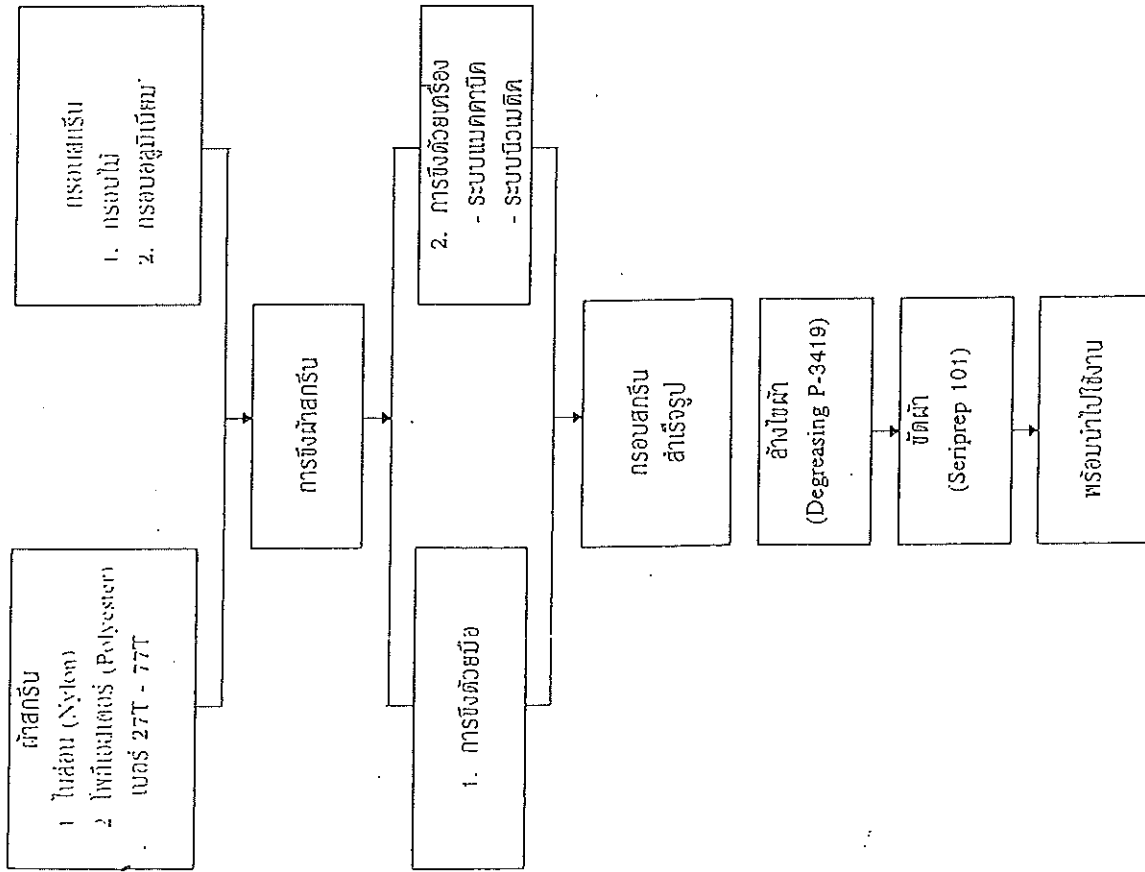 ผ้าสกรีน
1 ไนล่อน (Nylon)
2 โพลีเอสเตอร์ (Polyester)
เบอร์ 27T - 77T
กรอบสกรีน
1. กรอบไม้
2. กรอบอลูมิเนียม
การขึงผ้าสกรีน
1. การขึงด้วยมือ
2. การขึงด้วยเครื่อง
- ระบบแมคคานิค
- ระบบนิวเมติค
กรอบสกรีน
สำเร็จรูป
ล้างไขผ้า
(Degreasing P-3419)
ขัดผ้า
(Seriprep 101)
พร้อมนำไปใช้งาน